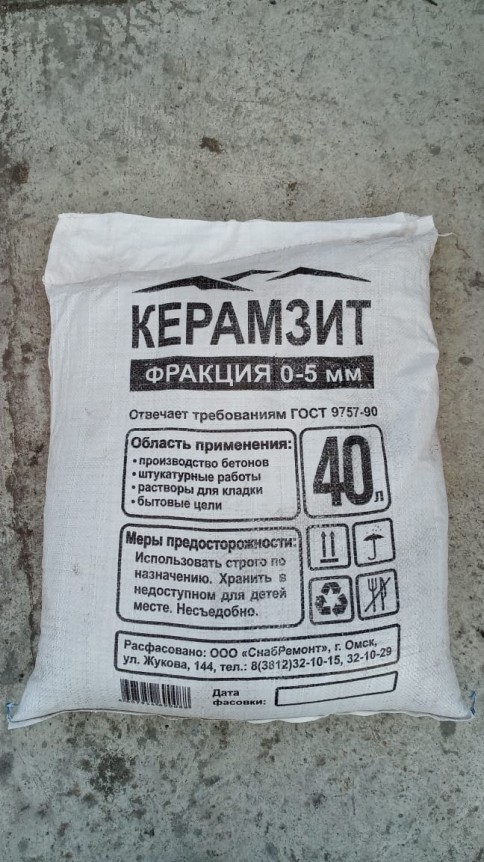 КЕРАМЗИТ
ФРАКЦИЯ 0-5 мм
Отвечает требованиям ГОСТ 9757-90
Область применения:
• производство бетонов
• штукатурные работы
• растворы для кладки
• бытовые цели
40 л
Меры предосторожности:
Использовать строго по
назначению. Хранить в
недоступном для детей
месте. Несъедобно.
Расфасовано: ООО «СнабРемонт», г. Омск,
ул. Жукова, 144, тел.: 8(3812)32-10-15, 32-10-29
Дата
фасовки: